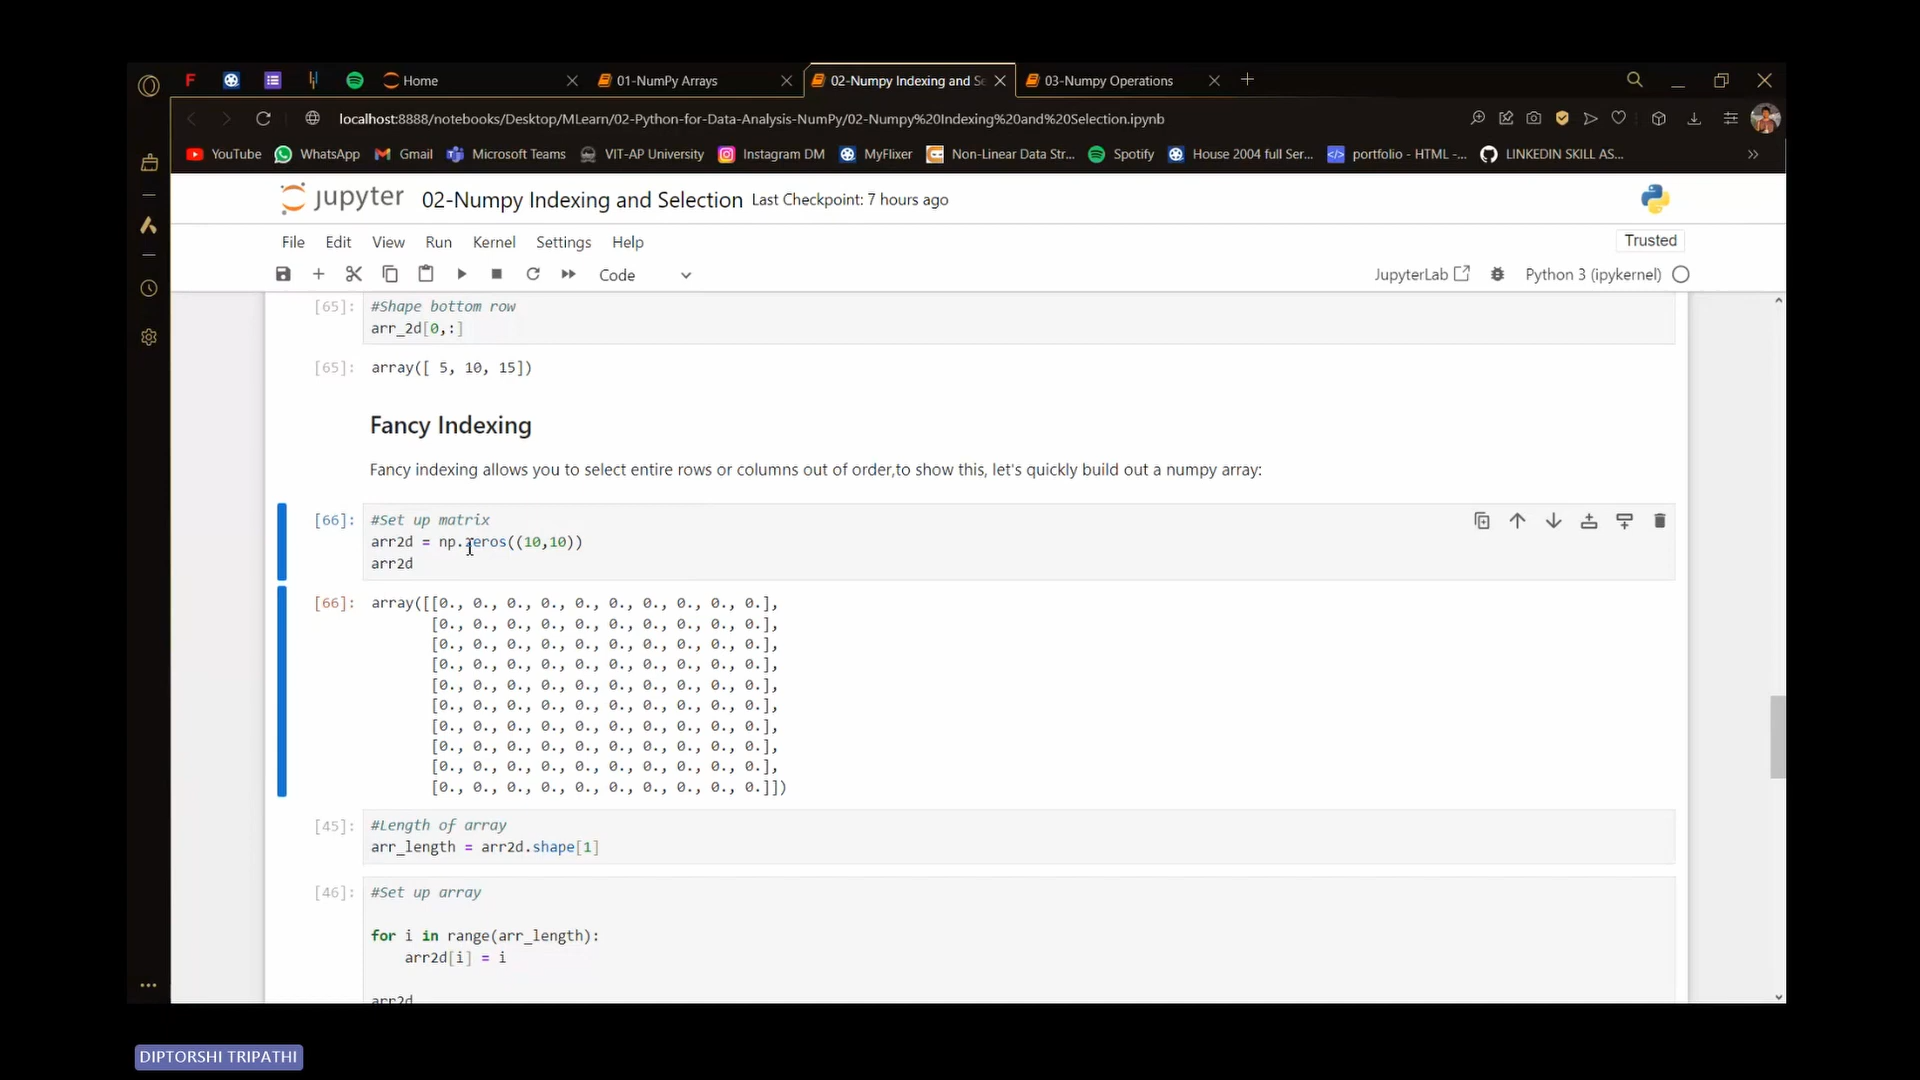 F
Home
01-NumPy Arrays
02-Numpy Indexing and Se
03-Numpy Operations
localhost:8888/notebooks/Desktop/MLearn/02-Python-for-Data-Analysis-NumPy/02-Numpy%20Indexing%20and%20Selection.ipynb
YouTube WhatsApp Gmail Microsoft Teams VIT-AP University Instagram DM MyFlixer Non-Linear Data Str... Spotify House 2004 full Ser... portfolio - HTML -... LINKEDIN SKILL AS...
jupyter 02-Numpy Indexing and Selection Last Checkpoint: 7 hours ago
File Edit View Run Kernel Settings Help
Trusted
Code
JupyterLab
Python 3 (ipykernel)
[65]: #Shape bottom row
arr_2d[0,:]
[65]: array([ 5, 10, 15])
Fancy Indexing
Fancy indexing allows you to select entire rows or columns out of order,to show this, let's quickly build out a numpy array:
[66]: #Set up matrix
arr2d = np.zeros((10,10))
arr2d
[66]: array([[0., 0., 0., 0., 0., 0., 0., 0., 0., 0.],
[0., 0., 0., 0., 0., 0., 0., 0., 0., 0.],
[0., 0., 0., 0., 0., 0., 0., 0., 0., 0.],
[0., 0., 0., 0., 0., 0., 0., 0., 0., 0.],
[0., 0., 0., 0., 0., 0., 0., 0., 0., 0.],
[0., 0., 0., 0., 0., 0., 0., 0., 0., 0.],
[0., 0., 0., 0., 0., 0., 0., 0., 0., 0.],
[0., 0., 0., 0., 0., 0., 0., 0., 0., 0.],
[0., 0., 0., 0., 0., 0., 0., 0., 0., 0.],
[0., 0., 0., 0., 0., 0., 0., 0., 0., 0.]])
[45]: #Length of array
arr_length = arr2d.shape[1]
[46]: #Set up array
for i in range(arr_length):
arr2d[i] = i
arr2d
DIPTORSHI TRIPATHI